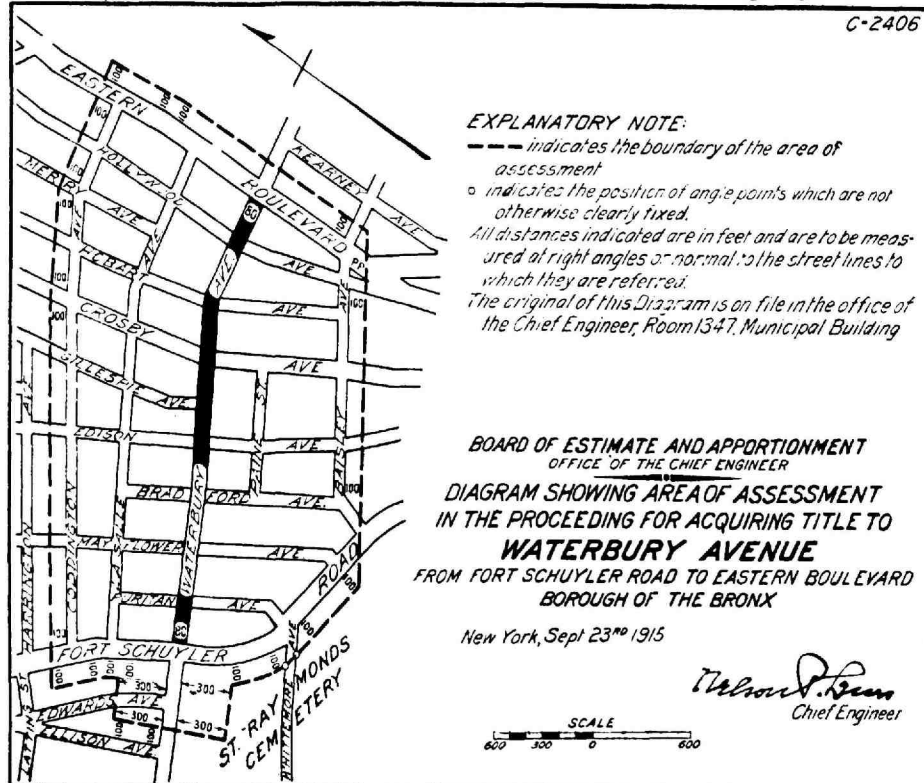 C-2406
EXPLANATORY NOTE:
indicates the boundary of the area of
assessment
indicates the position of angle points which are not
otherwise clearly fixed.
All distances indicated are in feet and are to be meas-
ured at right angles or normal to the street lines to
which they are referred.
The original of this Diagram is on file in the office of
the Chief Engineer, Room 1347, Municipal Building
BOARD OF ESTIMATE AND APPORTIONMENT
OFFICE OF THE CHIEF ENGINEER
DIAGRAM SHOWING AREA OF ASSESSMENT
IN THE PROCEEDING FOR ACQUIRING TITLE TO
WATERBURY AVENUE
FROM FORT SCHUYLER ROAD TO EASTERN BOULEVARD
BOROUGH OF THE BRONX
New York, Sept 23RD 1915
Chief Engineer
SCALE
600 300 0 600
EASTERN BOULEVARD
KEARNEY AVE
AVE
AVE
AVE
CROSBY AVE
GILLESPIE AVE
EDISON AVE
BRADFORD AVE.
MAYFLOWER AVE
PURITAN AVE
WATERBURY AVE.
80
FORT SCHUYLER ROAD
EDWARDS AVE
ELLISON AVE.
300 300
300 300
100
100
100
ST. RAYMONDS
CEMETERY
WHITTEMORE AVE